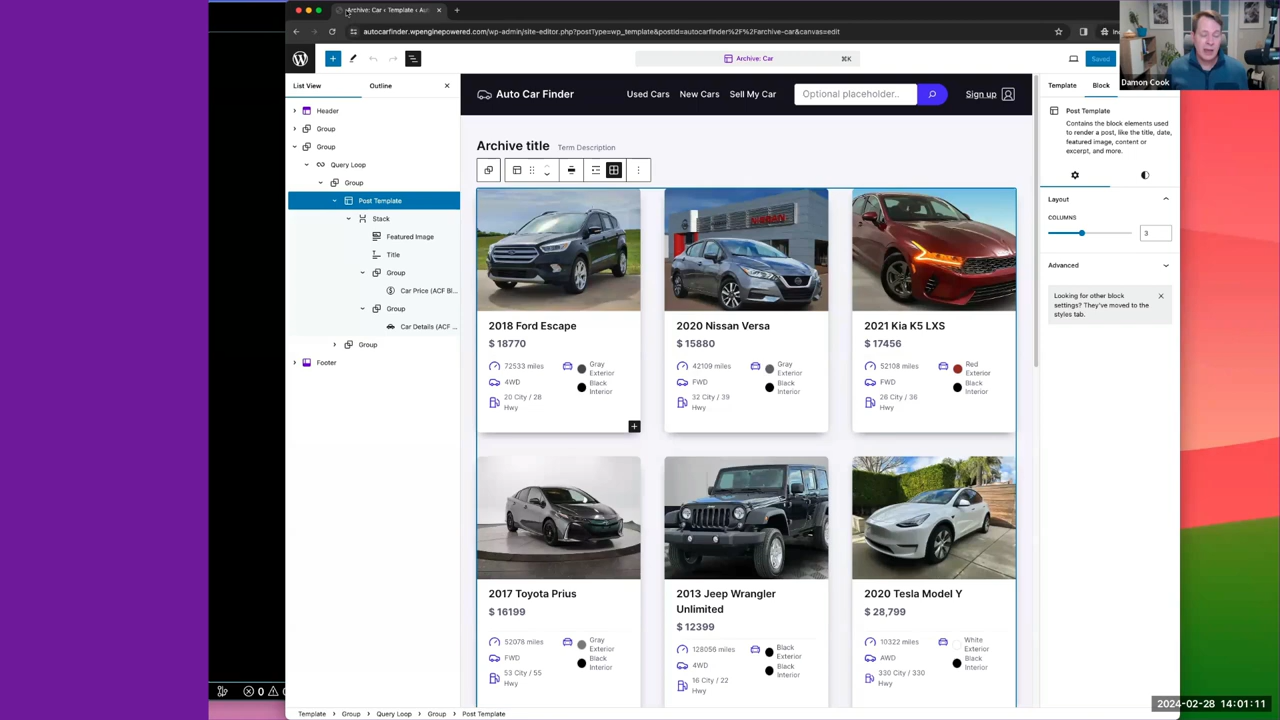 Archive: Car ‹ Template ‹ Aut
autocarfinder.wpenginepowered.com/wp-admin/site-editor.php?postType=wp_template&postId=autocarfinder%2F%2Farchive-car&canvas=edit
Archive: Car
⌘K
Saved
Damon Cook
List View
Outline
Header
Group
Group
Query Loop
Group
Post Template
Stack
Featured Image
Title
Group
Car Price (ACF Bl...
Group
Car Details (ACF ...
Group
Footer
Auto Car Finder
Used Cars
New Cars
Sell My Car
Optional placeholder..
Sign up
Archive title
Term Description
NISSAN
2018 Ford Escape
$ 18770
72533 miles
4WD
20 City / 28
Hwy
Gray
Exterior
Black
Interior
2020 Nissan Versa
$ 15880
42109 miles
FWD
32 City / 39
Hwy
Gray
Exterior
Black
Interior
2021 Kia K5 LXS
$ 17456
52108 miles
FWD
26 City / 36
Hwy
Red
Exterior
Black
Interior
2017 Toyota Prius
$ 16199
52078 miles
FWD
53 City / 55
Hwy
Gray
Exterior
Black
Interior
2013 Jeep Wrangler
Unlimited
$ 12399
128056 miles
4WD
16 City / 22
Hwy
Black
Exterior
Black
Interior
2020 Tesla Model Y
$ 28,799
10322 miles
AWD
330 City / 330
Hwy
White
Exterior
Black
Interior
Template
Block
Post Template
Contains the block elements used
to render a post, like the title, date,
featured image, content or
excerpt, and more.
Layout
COLUMNS
3
Advanced
Looking for other block
settings? They've moved to the
styles tab.
0
Template
Group
Query Loop
Group
Post Template
2024-02-28 14:01:11